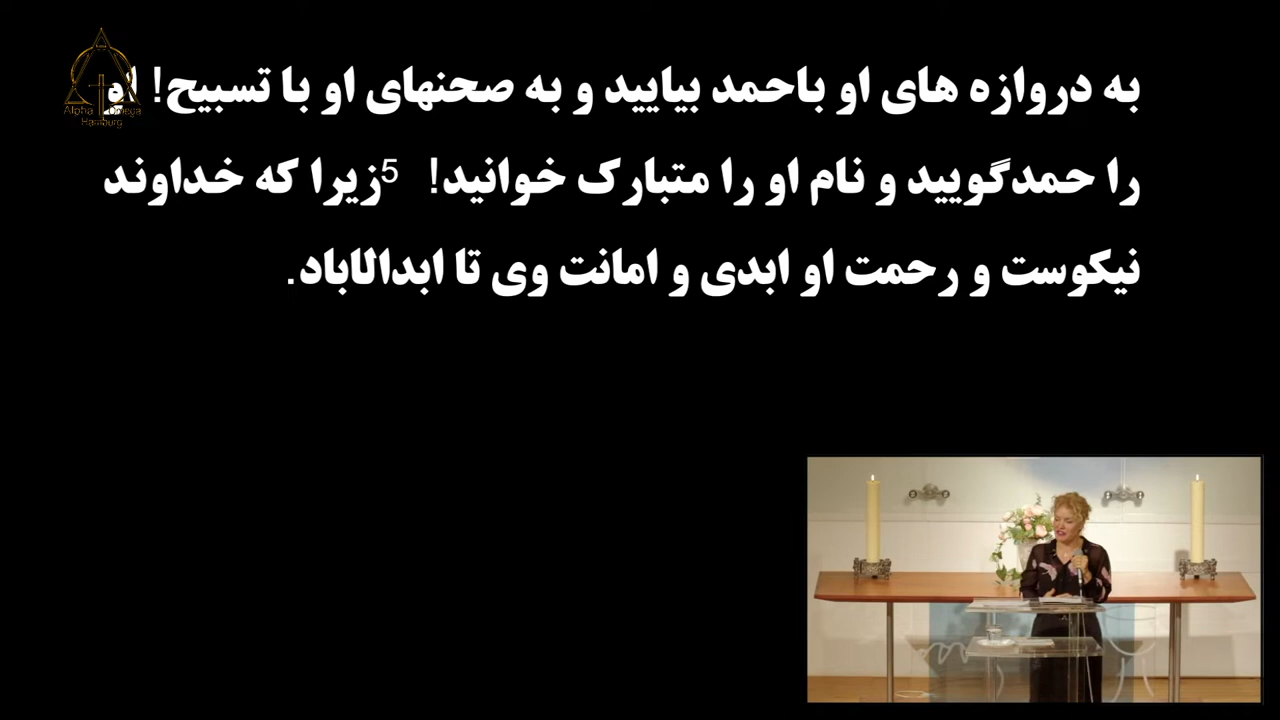 به دروازه های او باحمد بیایید و به صحنهای او با تسبیح! او
را حمدگویید و نام او را متبارک خوانید! 5زیرا که خداوند
نیکوست و رحمت او ابدی و امانت وی تا ابدالاباد.
Alpha Omega
Hamburg